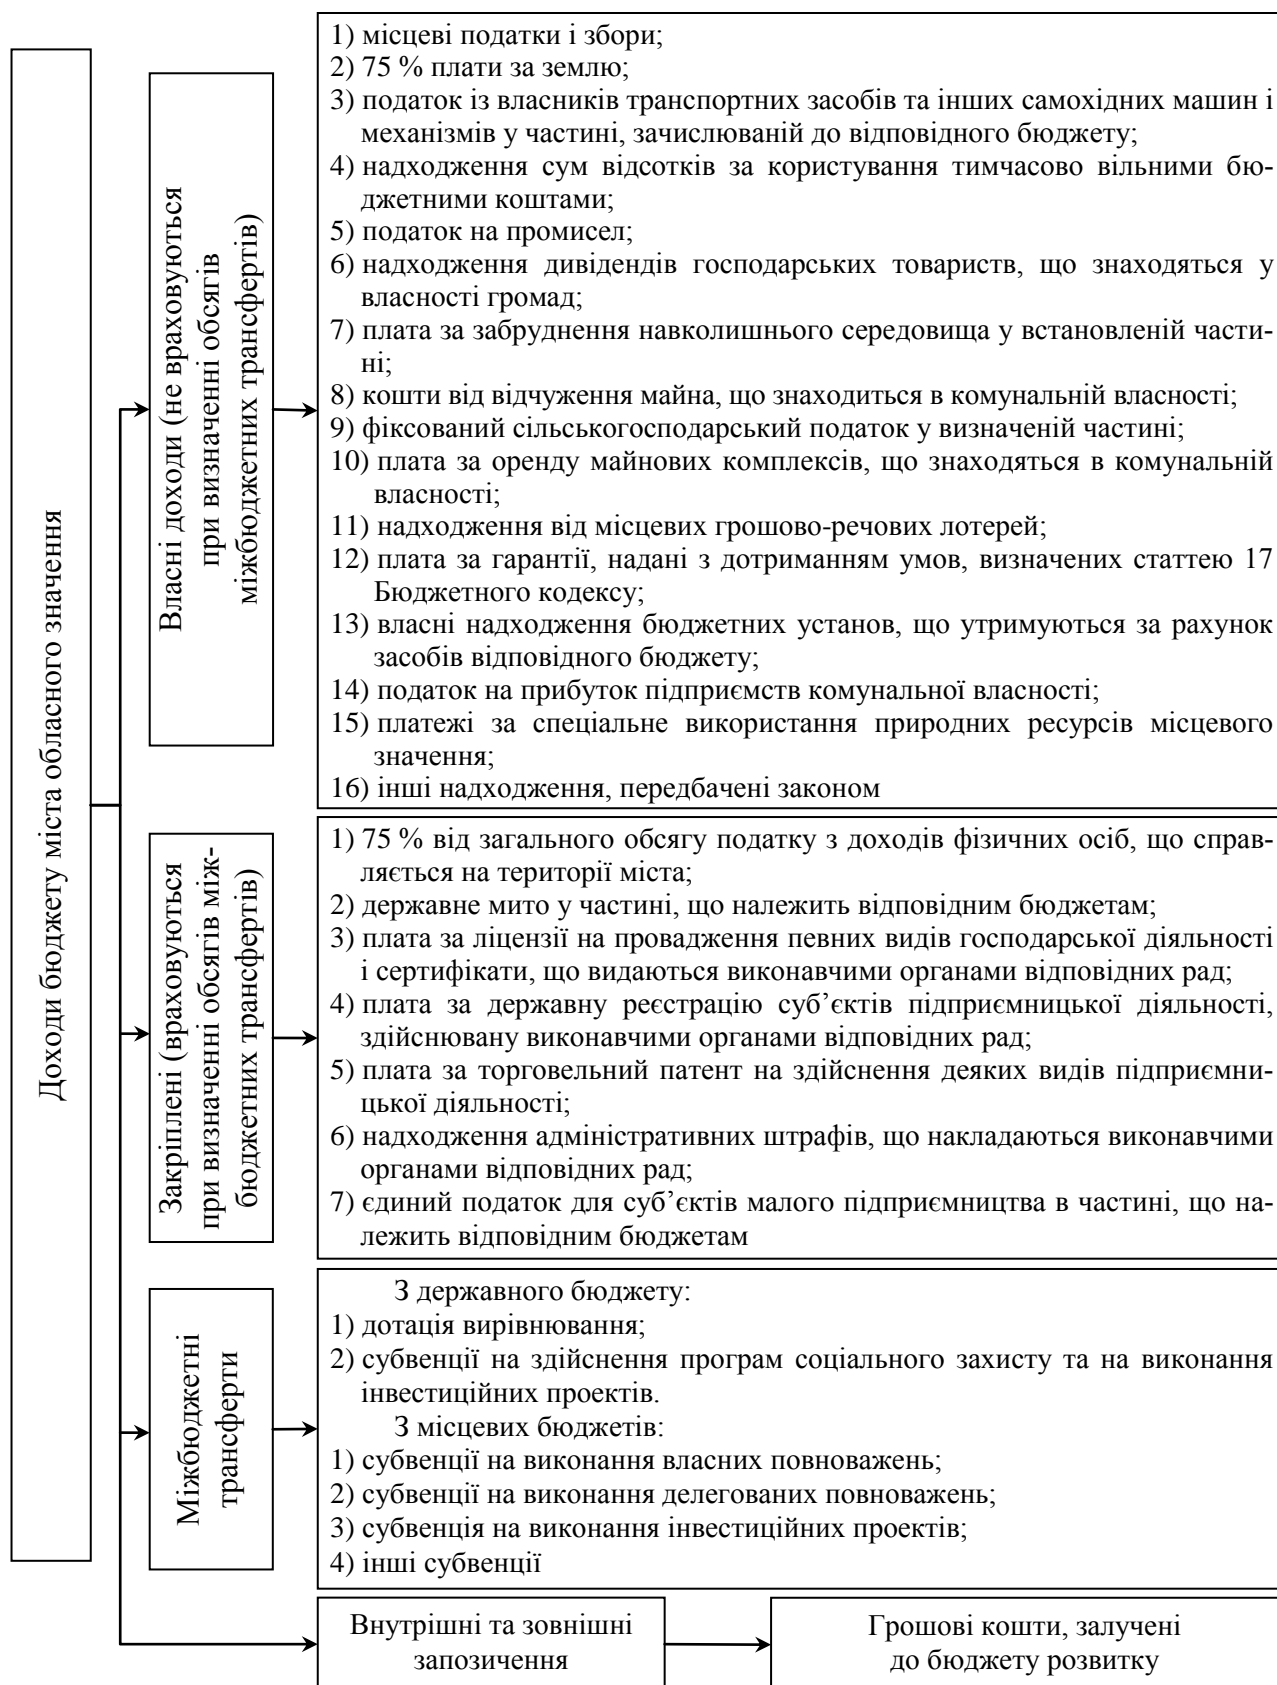 Доходи бюджету міста обласного значення
Власні доходи (не враховуються
при визначенні обсягів
міжбюджетних трансфертів)
1) місцеві податки і збори;
2) 75 % плати за землю;
3) податок із власників транспортних засобів та інших самохідних машин і
механізмів у частині, зачислюваній до відповідного бюджету;
4) надходження сум відсотків за користування тимчасово вільними бю-
джетними коштами;
5) податок на промисел;
6) надходження дивідендів господарських товариств, що знаходяться у
власності громад;
7) плата за забруднення навколишнього середовища у встановленій части-
ні;
8) кошти від відчуження майна, що знаходиться в комунальній власності;
9) фіксований сільськогосподарський податок у визначеній частині;
10) плата за оренду майнових комплексів, що знаходяться в комунальній
власності;
11) надходження від місцевих грошово-речових лотерей;
12) плата за гарантії, надані з дотриманням умов, визначених статтею 17
Бюджетного кодексу;
13) власні надходження бюджетних установ, що утримуються за рахунок
засобів відповідного бюджету;
14) податок на прибуток підприємств комунальної власності;
15) платежі за спеціальне використання природних ресурсів місцевого
значення;
16) інші надходження, передбачені законом
Закріплені (враховуються
при визначенні обсягів між-
бюджетних трансфертів)
1) 75 % від загального обсягу податку з доходів фізичних осіб, що справ-
ляється на території міста;
2) державне мито у частині, що належить відповідним бюджетам;
3) плата за ліцензії на провадження певних видів господарської діяльності
і сертифікати, що видаються виконавчими органами відповідних рад;
4) плата за державну реєстрацію суб’єктів підприємницької діяльності,
здійснювану виконавчими органами відповідних рад;
5) плата за торговельний патент на здійснення деяких видів підприємни-
цької діяльності;
6) надходження адміністративних штрафів, що накладаються виконавчими
органами відповідних рад;
7) єдиний податок для суб’єктів малого підприємництва в частині, що на-
лежить відповідним бюджетам
Міжбюджетні
трансферти
З державного бюджету:
1) дотація вирівнювання;
2) субвенції на здійснення програм соціального захисту та на виконання
інвестиційних проектів.
З місцевих бюджетів:
1) субвенції на виконання власних повноважень;
2) субвенції на виконання делегованих повноважень;
3) субвенція на виконання інвестиційних проектів;
4) інші субвенції
Внутрішні та зовнішні
запозичення
Грошові кошти, залучені
до бюджету розвитку